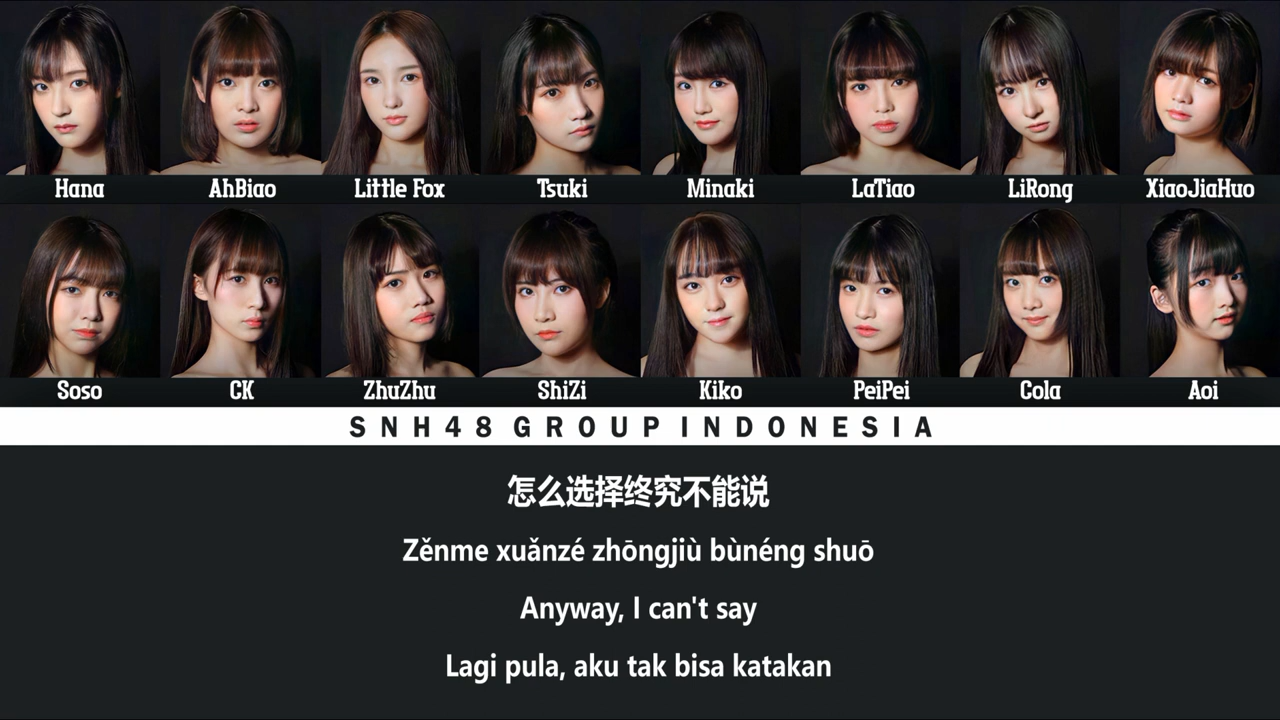 Hana AhBiao Little Fox Tsuki Minaki LaTiao LiRong XiaoJiaHuo
Soso CK ZhuZhu ShiZi Kiko PeiPei Cola Aoi
SNH48 GROUP INDONESIA
怎么选择终究不能说
Zěnme xuǎnzé zhōngjiù bùnéng shuō
Anyway, I can't say
Lagi pula, aku tak bisa katakan